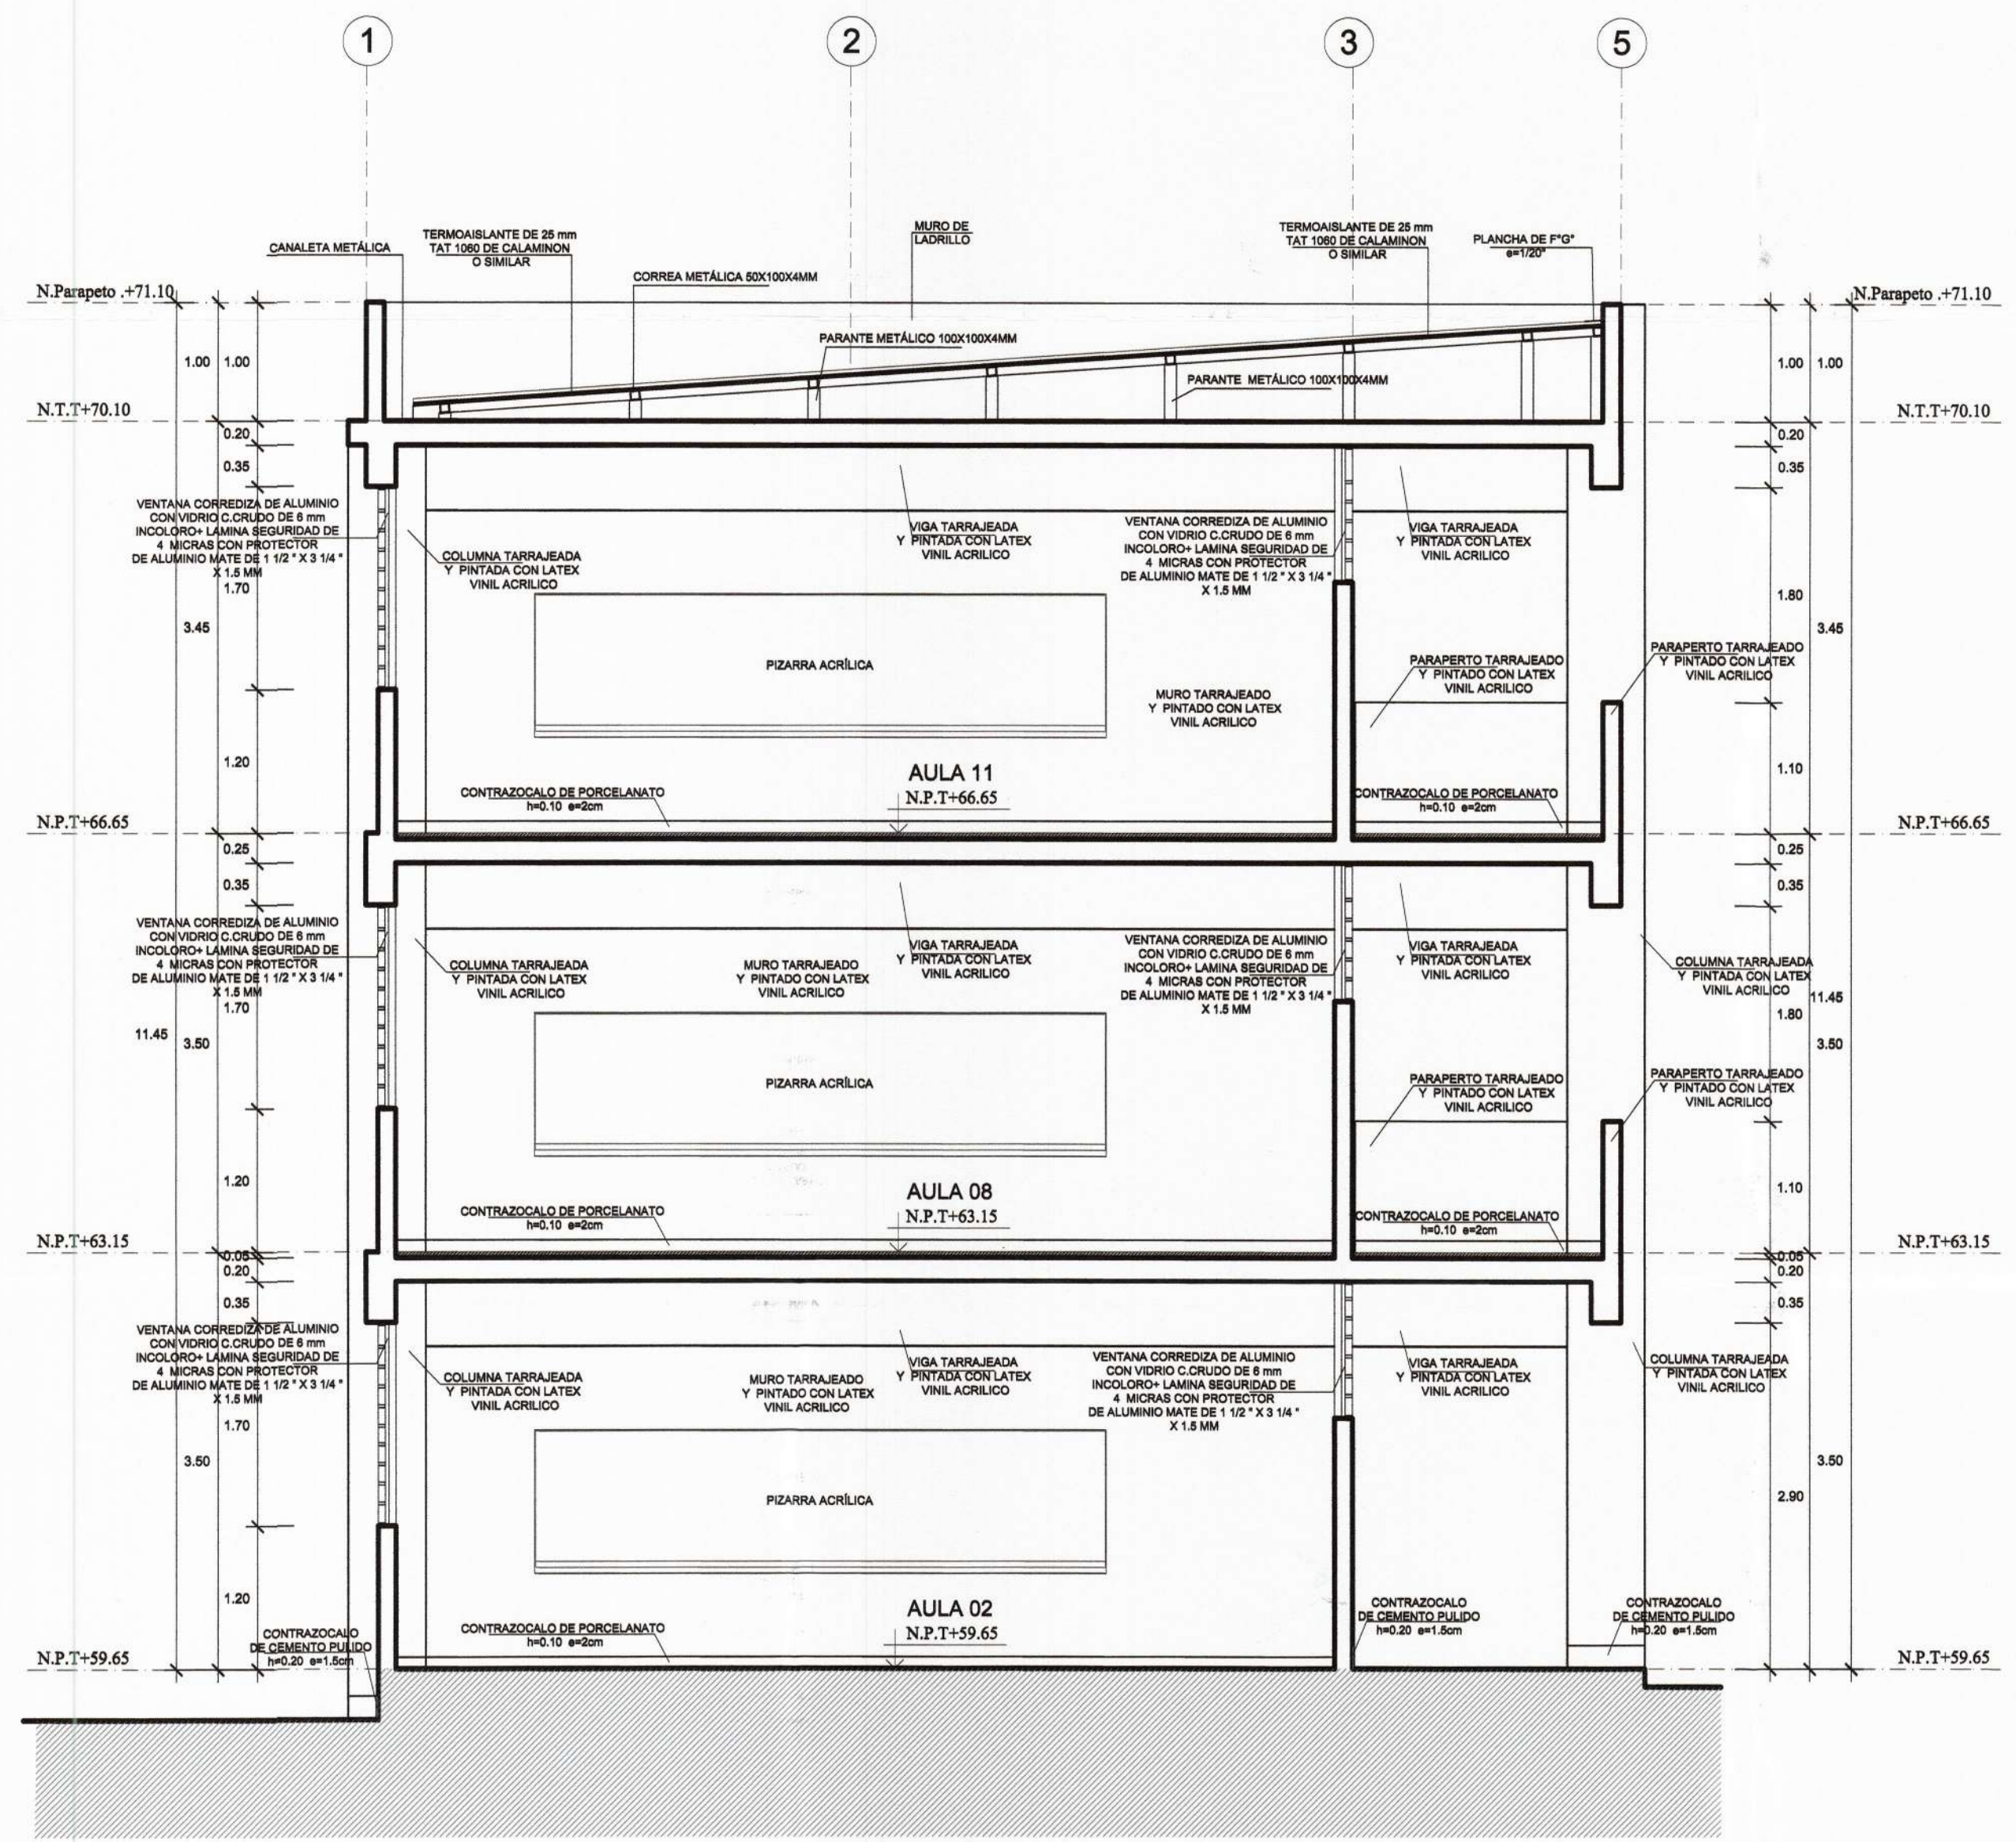 1
2
3
5
CANALETA METÁLICA
TERMOAISLANTE DE 25 mm
TAT 1060 DE CALAMINON
O SIMILAR
CORREA METÁLICA 50X100X4MM
MURO DE
LADRILLO
TERMOAISLANTE DE 25 mm
TAT 1060 DE CALAMINON
O SIMILAR
PLANCHA DE F°G°
e=1/20"
N.Parapeto .+71.10
N.Parapeto .+71.10
PARANTE METÁLICO 100X100X4MM
PARANTE METÁLICO 100X100X4MM
1.00
1.00
1.00
1.00
N.T.T+70.10
N.T.T+70.10
0.20
0.35
0.20
0.35
VENTANA CORREDIZA DE ALUMINIO
CON VIDRIO C.CRUDO DE 6 mm
INCOLORO+ LAMINA SEGURIDAD DE
4 MICRAS CON PROTECTOR
DE ALUMINIO MATE DE 1 1/2 " X 3 1/4 "
X 1.5 MM
1.70
3.45
COLUMNA TARRAJEADA
Y PINTADA CON LATEX
VINIL ACRILICO
VIGA TARRAJEADA
Y PINTADA CON LATEX
VINIL ACRILICO
VENTANA CORREDIZA DE ALUMINIO
CON VIDRIO C.CRUDO DE 6 mm
INCOLORO+ LAMINA SEGURIDAD DE
4 MICRAS CON PROTECTOR
DE ALUMINIO MATE DE 1 1/2 " X 3 1/4 "
X 1.5 MM
VIGA TARRAJEADA
Y PINTADA CON LATEX
VINIL ACRILICO
1.80
3.45
PIZARRA ACRÍLICA
MURO TARRAJEADO
Y PINTADO CON LATEX
VINIL ACRILICO
PARAPERTO TARRAJEADO
Y PINTADO CON LATEX
VINIL ACRILICO
PARAPERTO TARRAJEADO
Y PINTADO CON LATEX
VINIL ACRILICO
1.20
1.10
AULA 11
N.P.T+66.65
CONTRAZOCALO DE PORCELANATO
h=0.10 e=2cm
CONTRAZOCALO DE PORCELANATO
h=0.10 e=2cm
N.P.T+66.65
N.P.T+66.65
0.25
0.35
0.25
0.35
VENTANA CORREDIZA DE ALUMINIO
CON VIDRIO C.CRUDO DE 6 mm
INCOLORO+ LAMINA SEGURIDAD DE
4 MICRAS CON PROTECTOR
DE ALUMINIO MATE DE 1 1/2 " X 3 1/4 "
X 1.5 MM
1.70
11.45
3.50
COLUMNA TARRAJEADA
Y PINTADA CON LATEX
VINIL ACRILICO
MURO TARRAJEADO
Y PINTADO CON LATEX
VINIL ACRILICO
VIGA TARRAJEADA
Y PINTADA CON LATEX
VINIL ACRILICO
VENTANA CORREDIZA DE ALUMINIO
CON VIDRIO C.CRUDO DE 6 mm
INCOLORO+ LAMINA SEGURIDAD DE
4 MICRAS CON PROTECTOR
DE ALUMINIO MATE DE 1 1/2 " X 3 1/4 "
X 1.5 MM
VIGA TARRAJEADA
Y PINTADA CON LATEX
VINIL ACRILICO
COLUMNA TARRAJEADA
Y PINTADA CON LATEX
VINIL ACRILICO
11.45
1.80
3.50
PIZARRA ACRÍLICA
PARAPERTO TARRAJEADO
Y PINTADO CON LATEX
VINIL ACRILICO
PARAPERTO TARRAJEADO
Y PINTADO CON LATEX
VINIL ACRILICO
1.20
1.10
AULA 08
N.P.T+63.15
CONTRAZOCALO DE PORCELANATO
h=0.10 e=2cm
CONTRAZOCALO DE PORCELANATO
h=0.10 e=2cm
N.P.T+63.15
N.P.T+63.15
0.05
0.20
0.35
0.05
0.20
0.35
VENTANA CORREDIZA DE ALUMINIO
CON VIDRIO C.CRUDO DE 6 mm
INCOLORO+ LAMINA SEGURIDAD DE
4 MICRAS CON PROTECTOR
DE ALUMINIO MATE DE 1 1/2 " X 3 1/4 "
X 1.5 MM
1.70
3.50
COLUMNA TARRAJEADA
Y PINTADA CON LATEX
VINIL ACRILICO
MURO TARRAJEADO
Y PINTADO CON LATEX
VINIL ACRILICO
VIGA TARRAJEADA
Y PINTADA CON LATEX
VINIL ACRILICO
VENTANA CORREDIZA DE ALUMINIO
CON VIDRIO C.CRUDO DE 6 mm
INCOLORO+ LAMINA SEGURIDAD DE
4 MICRAS CON PROTECTOR
DE ALUMINIO MATE DE 1 1/2 " X 3 1/4 "
X 1.5 MM
VIGA TARRAJEADA
Y PINTADA CON LATEX
VINIL ACRILICO
COLUMNA TARRAJEADA
Y PINTADA CON LATEX
VINIL ACRILICO
3.50
2.90
PIZARRA ACRÍLICA
1.20
AULA 02
N.P.T+59.65
CONTRAZOCALO DE PORCELANATO
h=0.10 e=2cm
CONTRAZOCALO
DE CEMENTO PULIDO
h=0.20 e=1.5cm
CONTRAZOCALO
DE CEMENTO PULIDO
h=0.20 e=1.5cm
CONTRAZOCALO
DE CEMENTO PULIDO
h=0.20 e=1.5cm
N.P.T+59.65
N.P.T+59.65